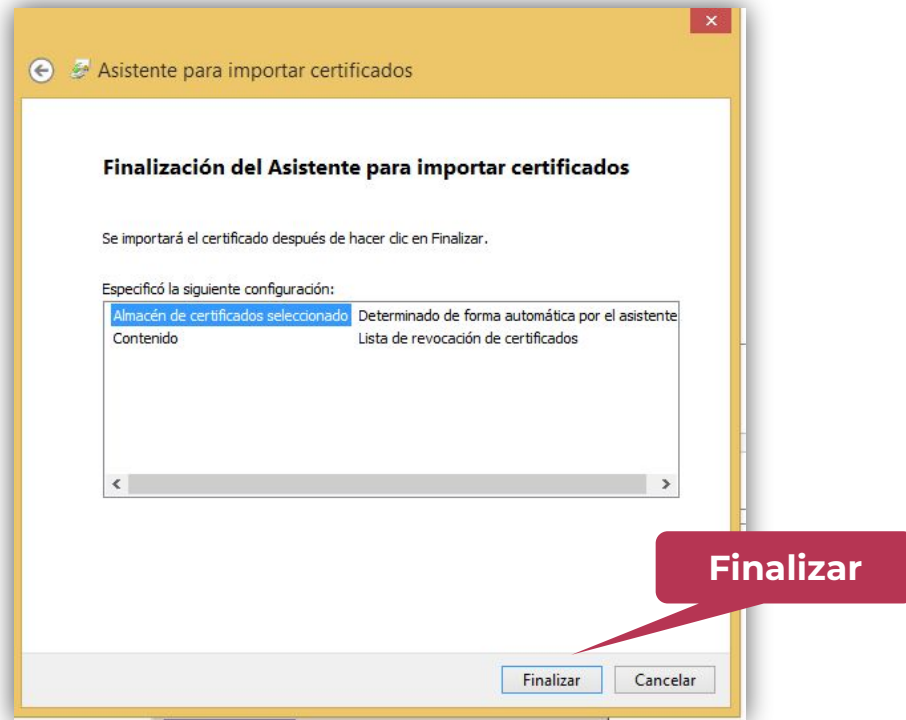 Asistente para importar certificados
Finalización del Asistente para importar certificados
Se importará el certificado después de hacer clic en Finalizar.
Especificó la siguiente configuración:
Almacén de certificados seleccionado Determinado de forma automática por el asistente
Contenido Lista de revocación de certificados
Finalizar
Finalizar Cancelar